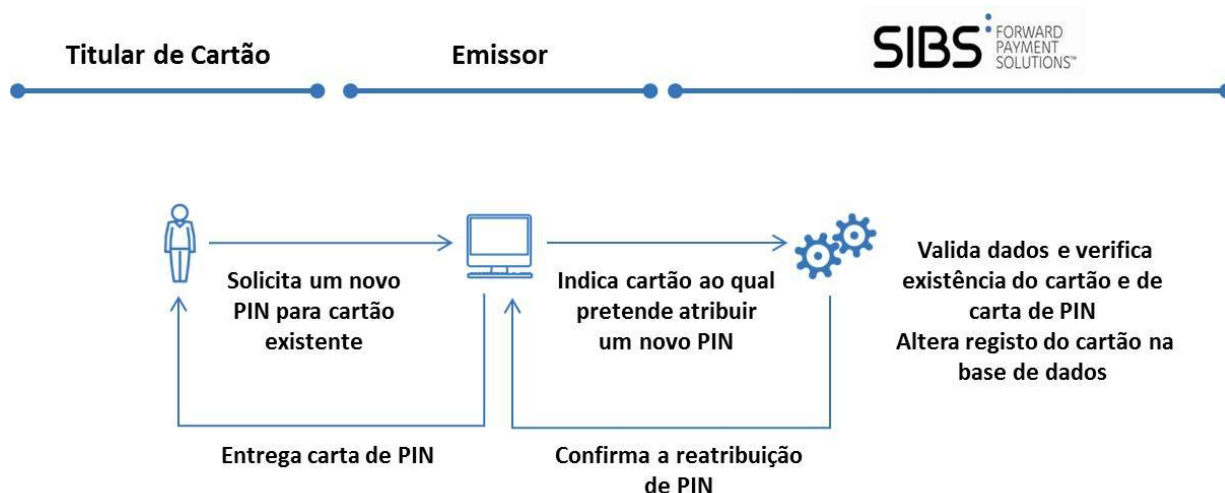 Titular de Cartão
Emissor
SIBS FORWARD
PAYMENT
SOLUTIONS™
Solicita um novo
PIN para cartão
existente
Indica cartão ao qual
pretende atribuir
um novo PIN
Valida dados e verifica
existência do cartão e de
carta de PIN
Altera registo do cartão na
base de dados
Entrega carta de PIN
Confirma a reatribuição
de PIN